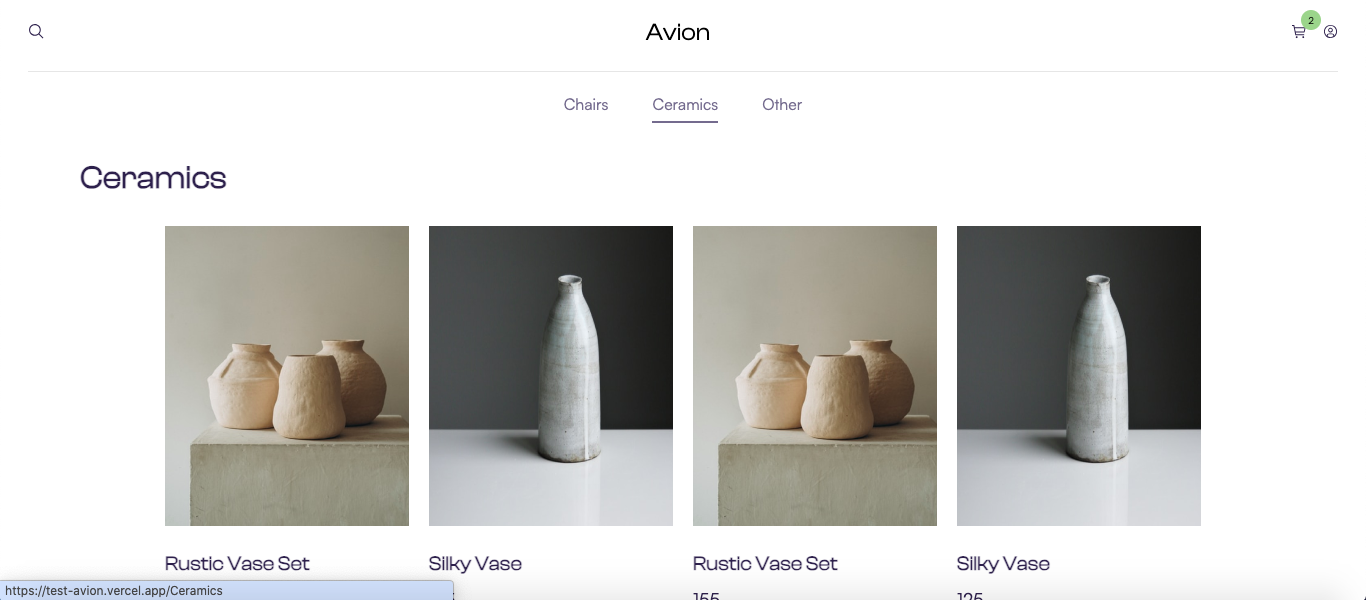 Avion
2
Chairs Ceramics Other
Ceramics
Rustic Vase Set Silky Vase Rustic Vase Set Silky Vase
155 125
https://test-avion.vercel.app/Ceramics